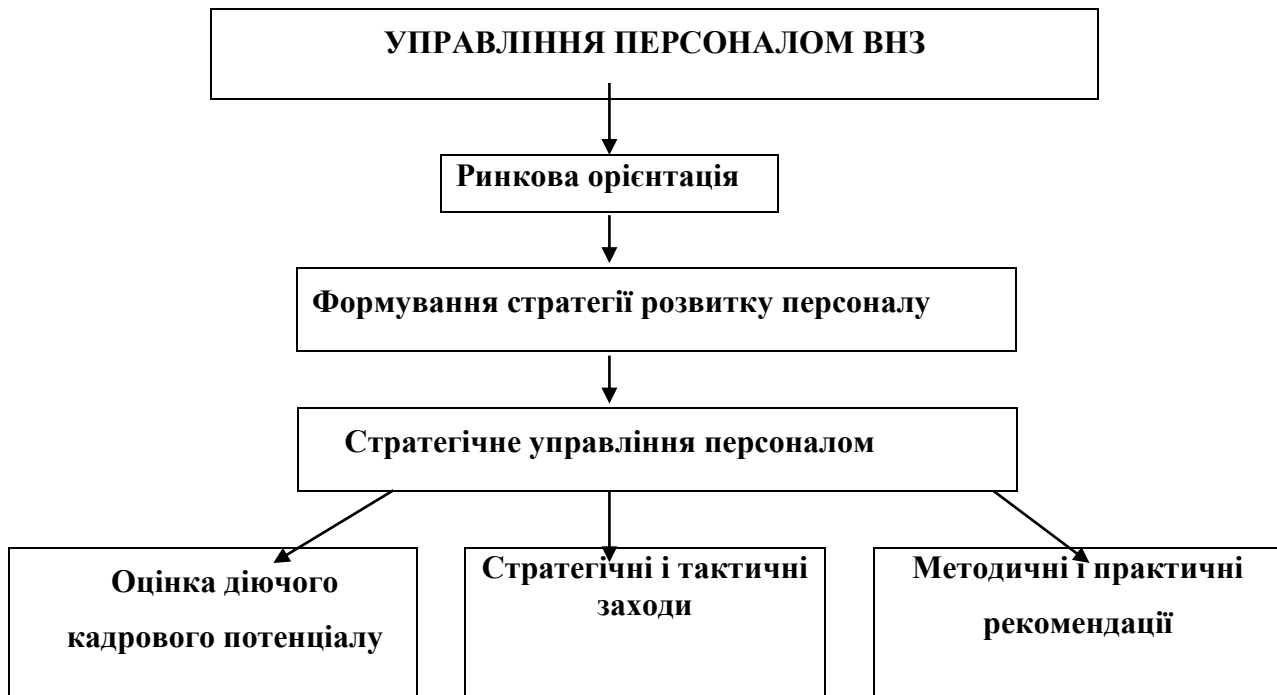 УПРАВЛІННЯ ПЕРСОНАЛОМ ВНЗ
Ринкова орієнтація
Формування стратегії розвитку персоналу
Стратегічне управління персоналом
Оцінка діючого
кадрового потенціалу
Стратегічні і тактичні
заходи
Методичні і практичні
рекомендації